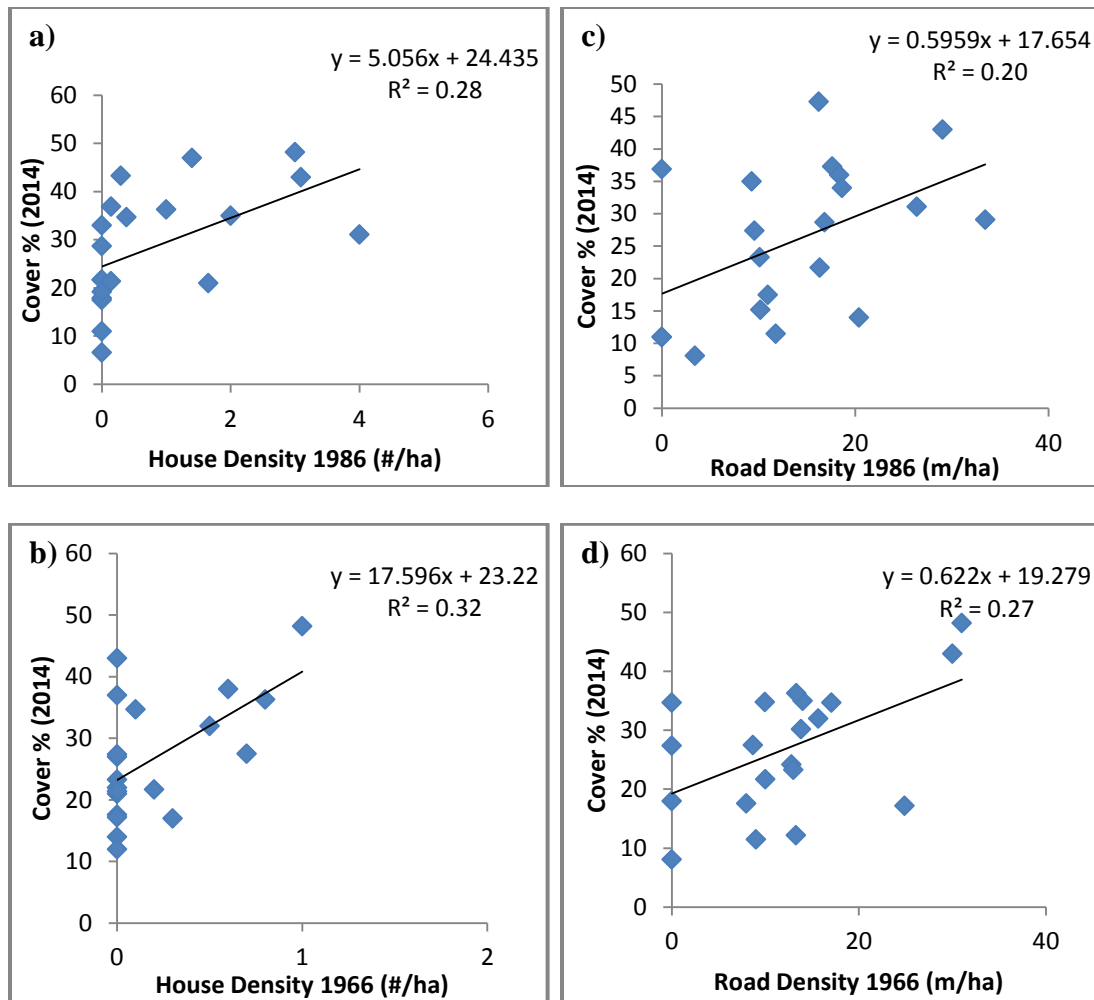 a)
y = 5.056x + 24.435
R² = 0.28
60
50
40
30
20
10
0
Cover % (2014)
0 2 4 6
House Density 1986 (#/ha)
c)
y = 0.5959x + 17.654
R² = 0.20
50
45
40
35
30
25
20
15
10
5
0
Cover % (2014)
0 20 40
Road Density 1986 (m/ha)
b)
60
y = 17.596x + 23.22
R² = 0.32
50
40
30
20
10
0
Cover % (2014)
0 1 2
House Density 1966 (#/ha)
d)
60
y = 0.622x + 19.279
R² = 0.27
50
40
30
20
10
0
Cover % (2014)
0 20 40
Road Density 1966 (m/ha)